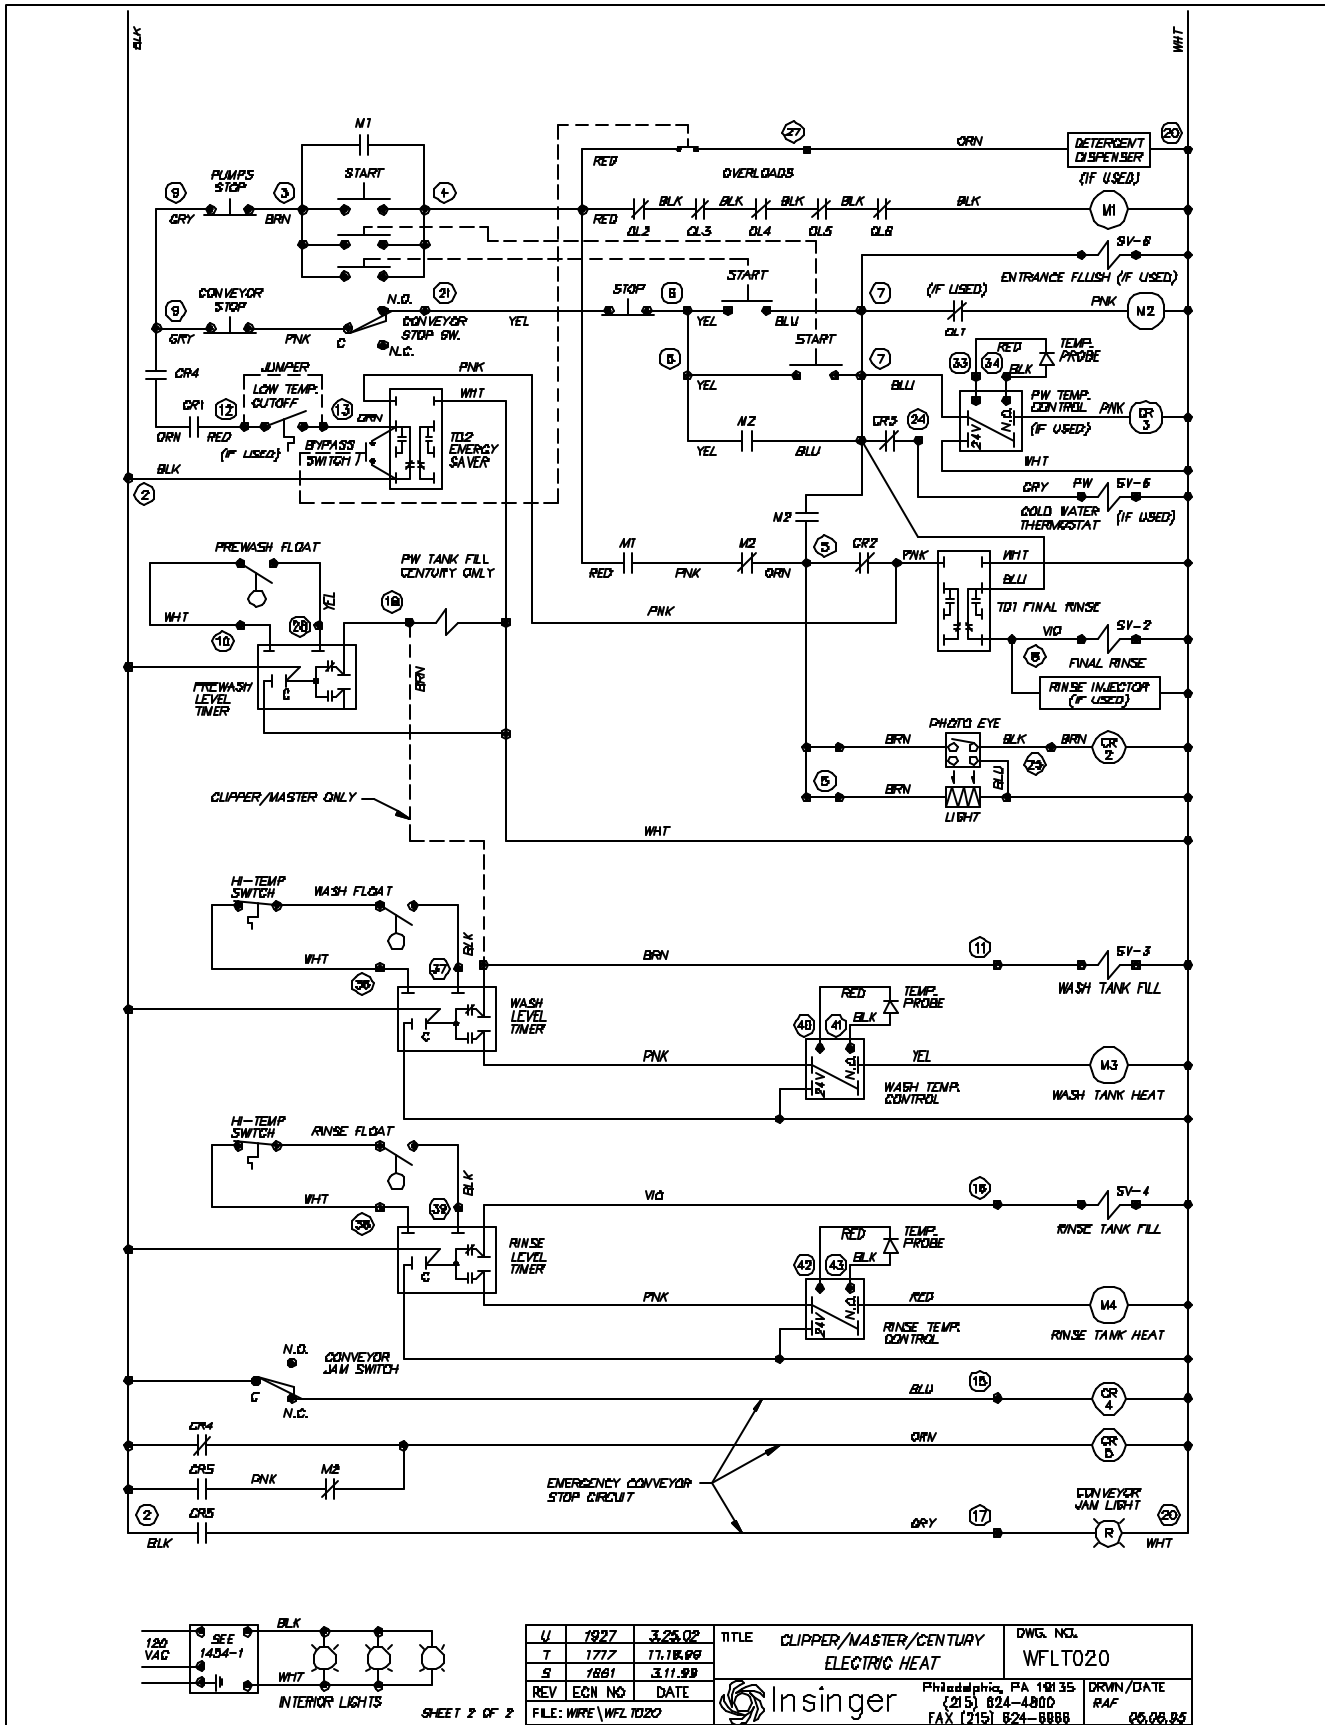 BLK
WHT
M1
27
ORN
20
DETERGENT
DISPENSER
(IF USED)
RED
OVERLOADS
PUMPS
STOP
START
9
3
4
GRY
BRN
RED
BLK
BLK
BLK
BLK
BLK
M1
OL2
OL3
OL4
OL5
OL6
SV-6
ENTRANCE FLUSH (IF USED)
CONVEYOR
STOP
N.O.
21
STOP
6
START
7
(IF USED)
PNK
M2
9
GRY
PNK
C
CONVEYOR
STOP SW.
N.C.
YEL
YEL
BLU
OL1
START
RED
TEMP.
PROBE
33
34
BLK
CR4
JUMPER
PNK
6
7
YEL
BLU
CR1
12
LOW TEMP.
CUTOFF
13
WHT
PW TEMP.
CONTROL
(IF USED)
PNK
CR
3
24V
N.O.
ORN
RED
(IF USED)
ORN
BYPASS
SWITCH
TD2
ENERGY
SAVER
M2
CR5
24
YEL
BLU
WHT
BLK
2
GRY
PW
SV-5
COLD WATER
THERMOSTAT
(IF USED)
M2
PREWASH FLOAT
PW TANK FILL
CENTURY ONLY
M1
M2
5
CR2
PNK
WHT
RED
PNK
ORN
BLU
YEL
19
PNK
TD1 FINAL RINSE
WHT
10
VIO
SV-2
FINAL RINSE
BRN
PREWASH
LEVEL
TIMER
C
RINSE INJECTOR
(IF USED)
PHOTO EYE
BRN
BLK
BRN
CR
2
BLU
5
BRN
LIGHT
CLIPPER/MASTER ONLY
WHT
HI-TEMP
SWITCH
WASH FLOAT
BLK
WHT
37
BRN
11
SV-3
WASH TANK FILL
WASH
LEVEL
TIMER
C
RED
TEMP.
PROBE
40
41
BLK
PNK
24V
N.O.
YEL
M3
WASH TEMP.
CONTROL
WASH TANK HEAT
HI-TEMP
SWITCH
RINSE FLOAT
BLK
WHT
39
VIO
16
SV-4
RINSE TANK FILL
RINSE
LEVEL
TIMER
C
RED
TEMP.
PROBE
42
43
BLK
PNK
24V
N.O.
RED
M4
RINSE TEMP.
CONTROL
RINSE TANK HEAT
N.O.
CONVEYOR
JAM SWITCH
C
N.C.
BLU
15
CR
4
CR4
ORN
CR
5
CR5
PNK
M2
EMERGENCY CONVEYOR
STOP CIRCUIT
CONVEYOR
JAM LIGHT
2
CR5
BLK
GRY
17
R
20
WHT
120
VAC
SEE
1454-1
BLK
WHT
INTERIOR LIGHTS
SHEET 2 OF 2
U 1927 3.25.02
T 1777
S 1661 3.11.99
REV ECN NO DATE
FILE: WIRE\WFLT020
TITLE CLIPPER/MASTER/CENTURY
ELECTRIC HEAT
DWG. NO.
WFLT020
Insinger
Philadelphia, PA 19135
(215) 624-4800
FAX (215) 624-6966
DRWN/DATE
RAF
06.06.95